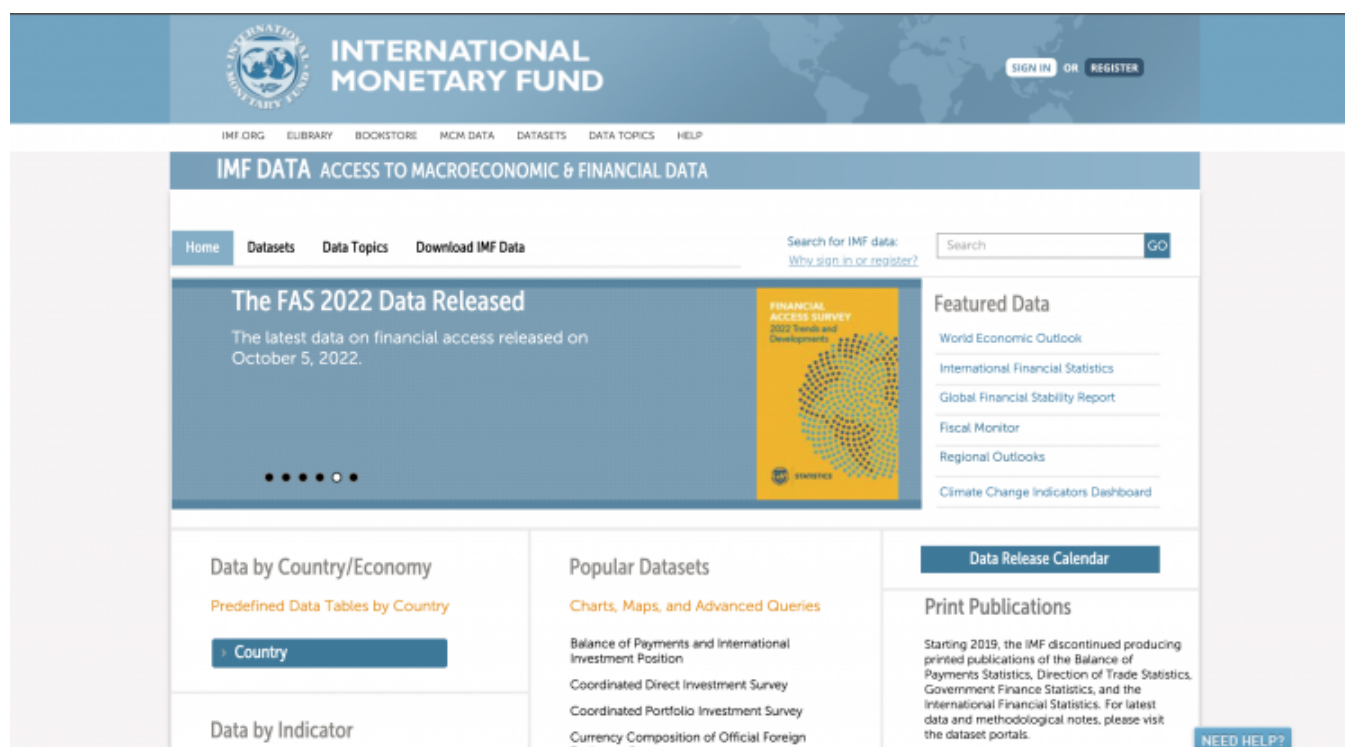 INTERNATIONAL
MONETARY FUND
INTERNATIONAL MONETARY FUND
SIGN IN OR REGISTER
IMF.ORG ELIBRARY BOOKSTORE MCM DATA DATASETS DATA TOPICS HELP
IMF DATA ACCESS TO MACROECONOMIC & FINANCIAL DATA
Home Datasets Data Topics Download IMF Data
Search for IMF data:
Why sign in or register?
Search GO
The FAS 2022 Data Released
The latest data on financial access released on
October 5, 2022.
FINANCIAL
ACCESS SURVEY
2022 Trends and
Developments
STATISTICS
Featured Data
World Economic Outlook
International Financial Statistics
Global Financial Stability Report
Fiscal Monitor
Regional Outlooks
Climate Change Indicators Dashboard
Data by Country/Economy
Predefined Data Tables by Country
› Country
Data by Indicator
Popular Datasets
Charts, Maps, and Advanced Queries
Balance of Payments and International
Investment Position
Coordinated Direct Investment Survey
Coordinated Portfolio Investment Survey
Currency Composition of Official Foreign
Data Release Calendar
Print Publications
Starting 2019, the IMF discontinued producing
printed publications of the Balance of
Payments Statistics, Direction of Trade Statistics,
Government Finance Statistics, and the
International Financial Statistics. For latest
data and methodological notes, please visit
the dataset portals.
NEED HELP?